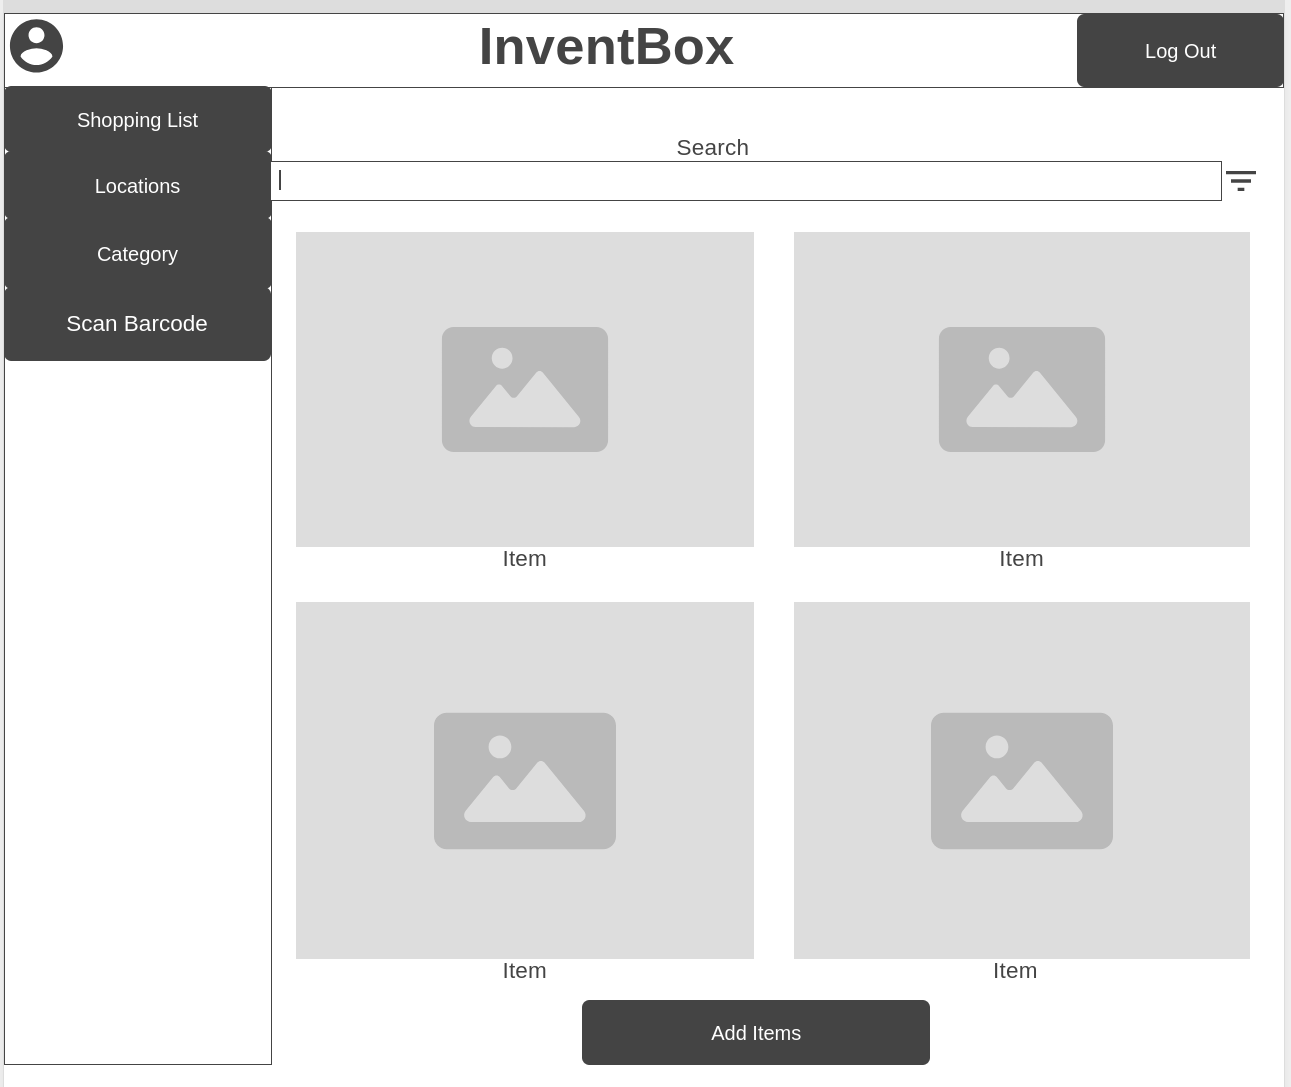 InventBox
Log Out
Shopping List
Locations
Category
Scan Barcode
Search
Item
Item
Item
Item
Add Items